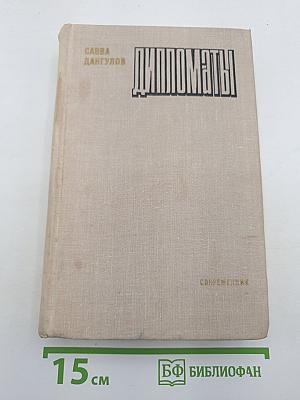 САВВА
ДАНГУЛОВ
ДИПЛОМАТЫ
СОВРЕМЕННИК
15 см
БФ БИБЛИОФАН